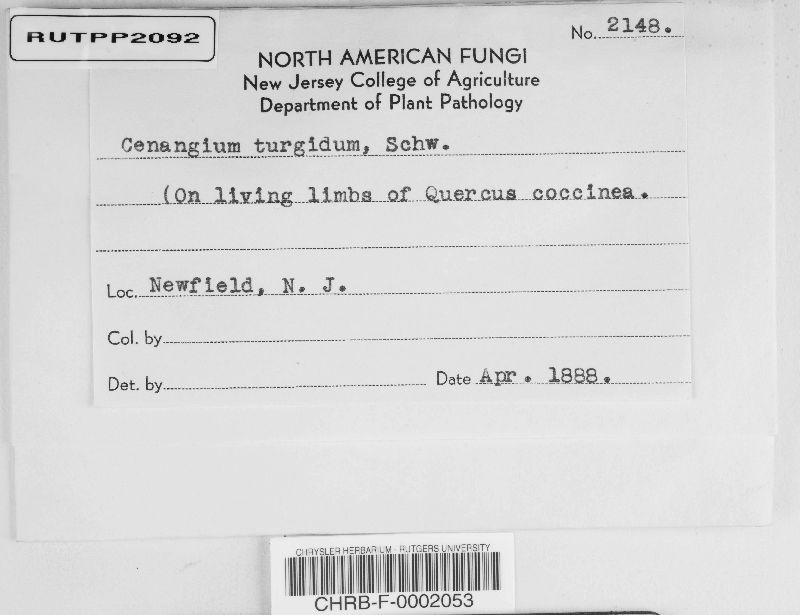 RUTPP2092
No. 2148.
NORTH AMERICAN FUNGI
New Jersey College of Agriculture
Department of Plant Pathology
Cenangium turgidum, Schw.
(On living limbs of Quercus coccinea.
Loc. Newfield, N. J.
Col. by
Det. by
Date Apr. 1888.
CHRYSLER HERBARIUM - RUTGERS UNIVERSITY
CHRB-F-0002053